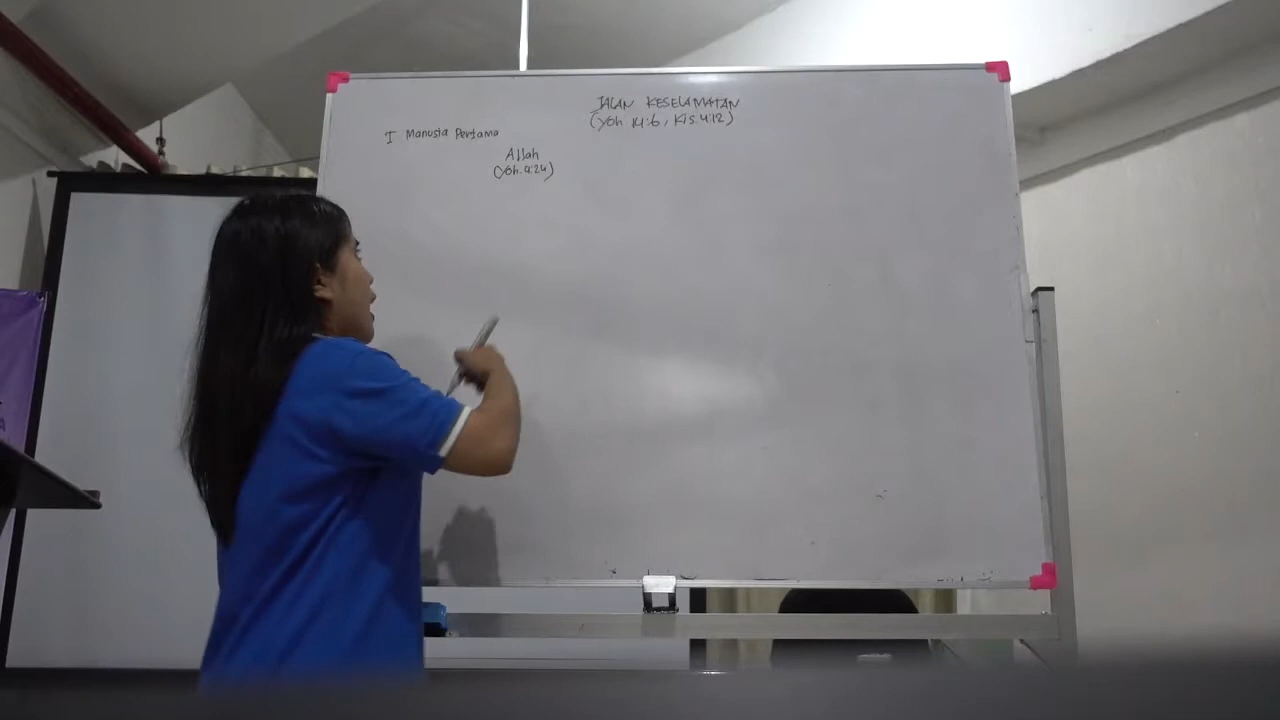 JALAN KESELAMATAN
(Yoh 14:6, Kis.4:12)
I Manusia Pertama
Allah
(Yoh.4:24)